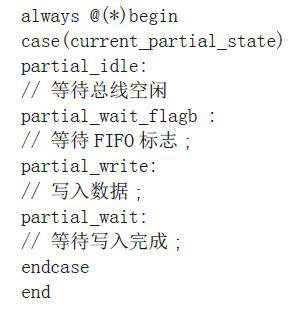 always @(*)begin
case(current_partial_state)
partial_idle:
// 等待总线空闲
partial_wait_flagb :
// 等待 FIFO 标志；
partial_write:
// 写入数据；
partial_wait:
// 等待写入完成；
endcase
end